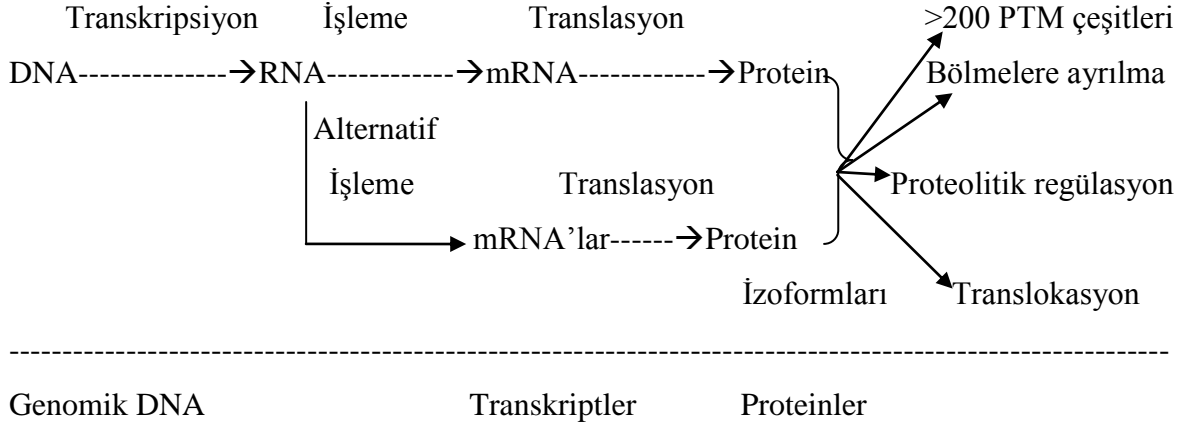 Transkripsiyon İşleme Translasyon >200 PTM çeşitleri
DNA--------------→RNA------------→mRNA------------→Protein Bölmelere ayrılma
Alternatif
İşleme Translasyon Proteolitik regülasyon
mRNA’lar------→Protein
İzoformları Translokasyon
--------------------------------------------------------------------------------------------------------------
Genomik DNA Transkriptler Proteinler